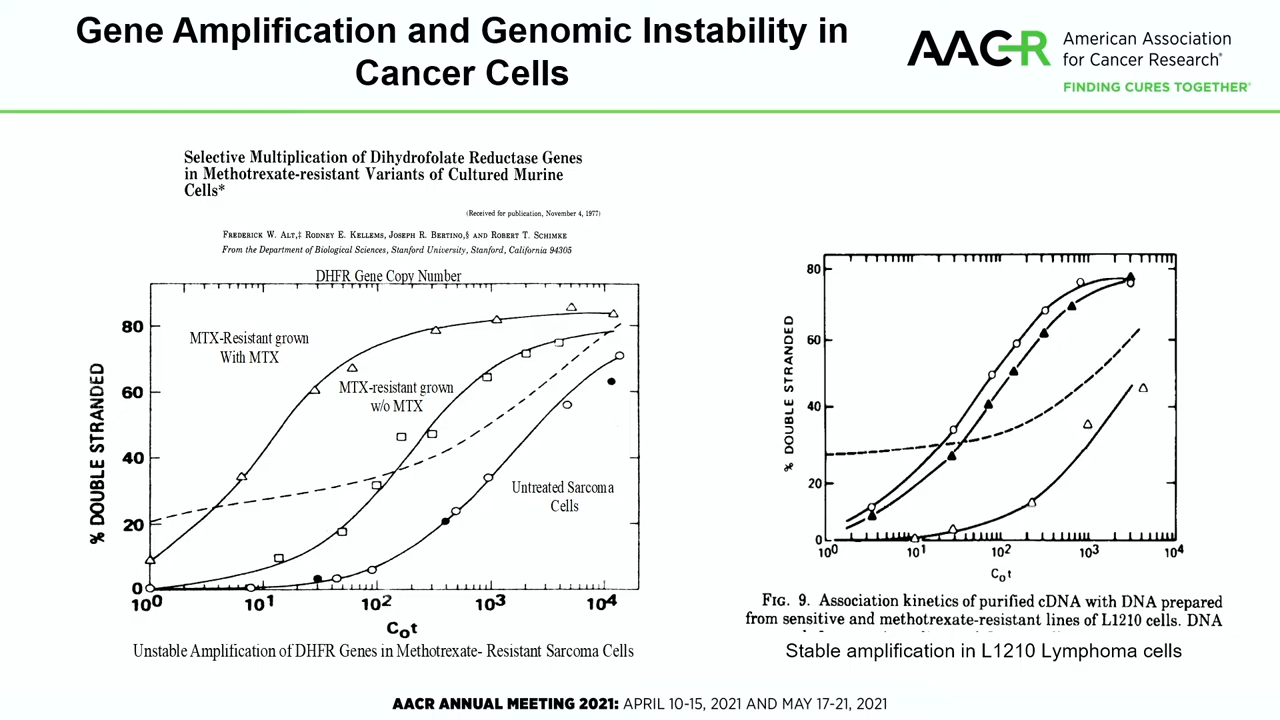 Gene Amplification and Genomic Instability in
Cancer Cells
AACR
American Association
for Cancer Research®
FINDING CURES TOGETHER®
Selective Multiplication of Dihydrofolate Reductase Genes
in Methotrexate-resistant Variants of Cultured Murine
Cells*
(Received for publication, November 4, 1977)
FREDERICK W. ALT,‡ RODNEY E. KELLEMS, JOSEPH R. BERTINO,§ AND ROBERT T. SCHIMKE
From the Department of Biological Sciences, Stanford University, Stanford, California 94305
DHFR Gene Copy Number
% DOUBLE STRANDED
80
60
40
20
0
MTX-Resistant grown
With MTX
MTX-resistant grown
w/o MTX
Untreated Sarcoma
Cells
10⁰ 10¹ 10² 10³ 10⁴
C₀t
Unstable Amplification of DHFR Genes in Methotrexate- Resistant Sarcoma Cells
% DOUBLE STRANDED
80
60
40
20
0
10⁰ 10¹ 10² 10³ 10⁴
C₀t
FIG. 9. Association kinetics of purified cDNA with DNA prepared
from sensitive and methotrexate-resistant lines of L1210 cells. DNA
Stable amplification in L1210 Lymphoma cells
AACR ANNUAL MEETING 2021: APRIL 10-15, 2021 AND MAY 17-21, 2021